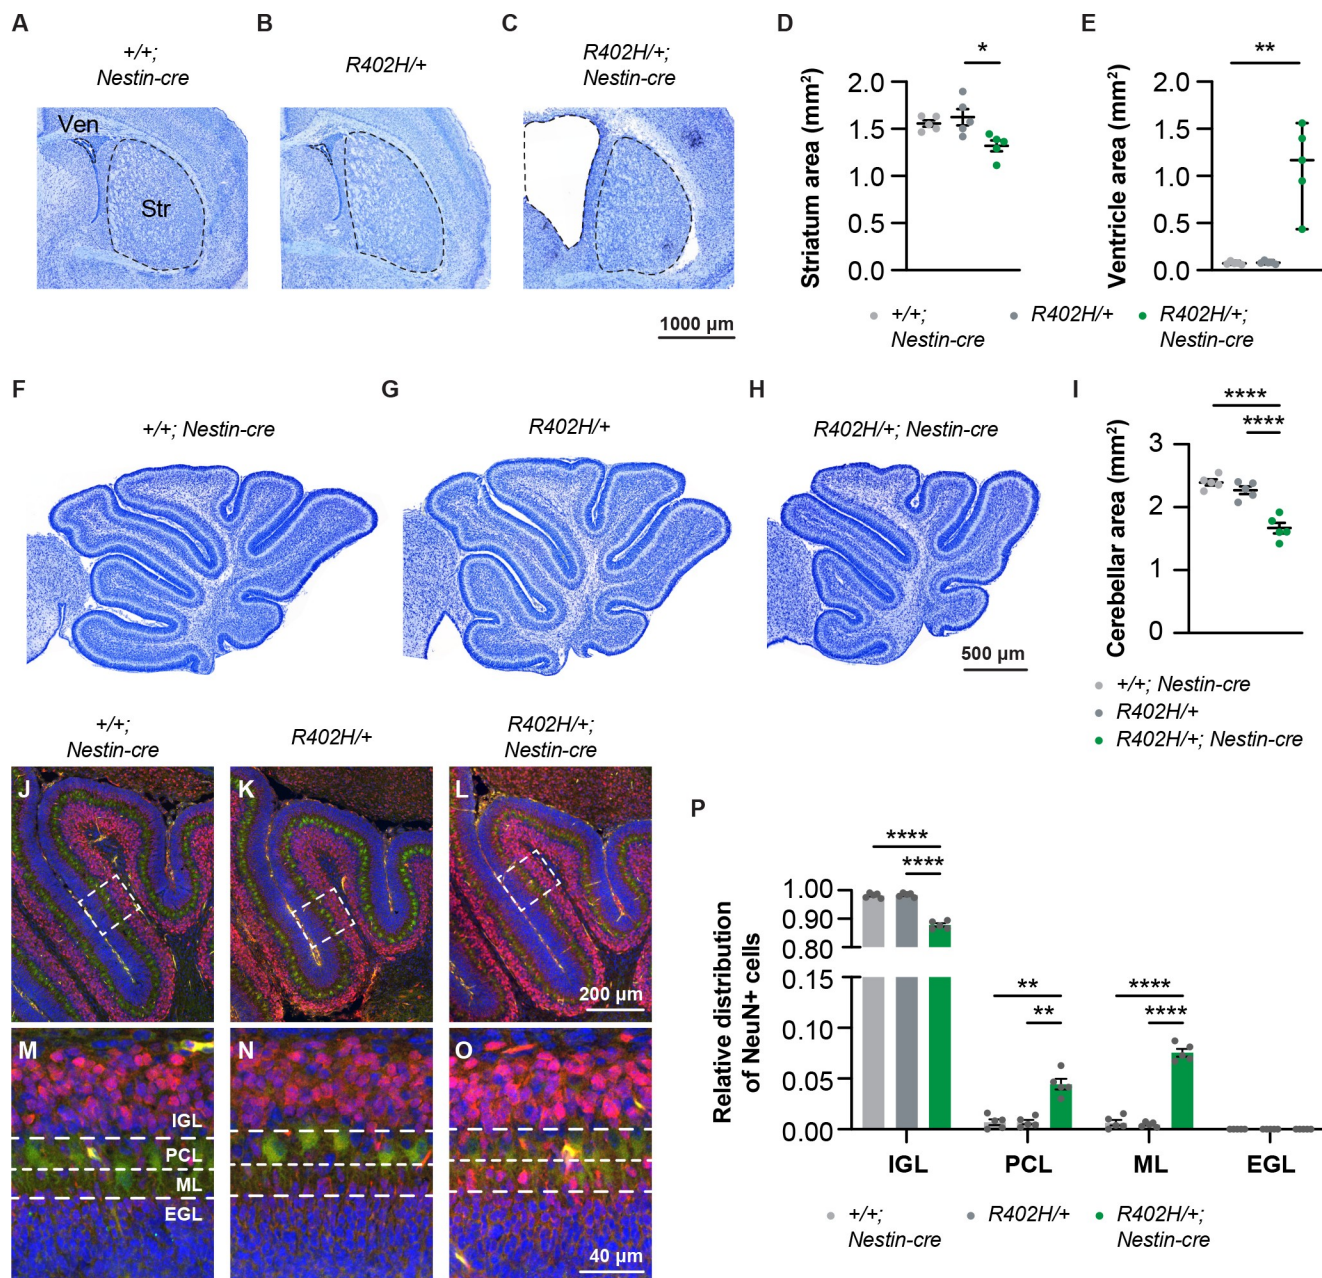 A
B
C
D
E
+/+;
Nestin-cre
R402H/+
R402H/+;
Nestin-cre
Ven
Str
1000 µm
*
Striatum area (mm²)
2.0
1.5
1.0
0.5
0.0
**
Ventricle area (mm²)
2.0
1.5
1.0
0.5
0.0
+/+;
Nestin-cre
R402H/+
R402H/+;
Nestin-cre
F
G
H
I
+/+; Nestin-cre
R402H/+
R402H/+; Nestin-cre
500 µm
****
****
Cerebellar area (mm²)
3
2
1
0
+/+; Nestin-cre
R402H/+
R402H/+; Nestin-cre
+/+;
Nestin-cre
R402H/+
R402H/+;
Nestin-cre
J
K
L
200 µm
M
N
O
IGL
PCL
ML
EGL
40 µm
P
Relative distribution
of NeuN+ cells
1.00
0.90
0.80
0.15
0.10
0.05
0.00
****
****
**
**
****
****
IGL
PCL
ML
EGL
+/+;
Nestin-cre
R402H/+
R402H/+;
Nestin-cre